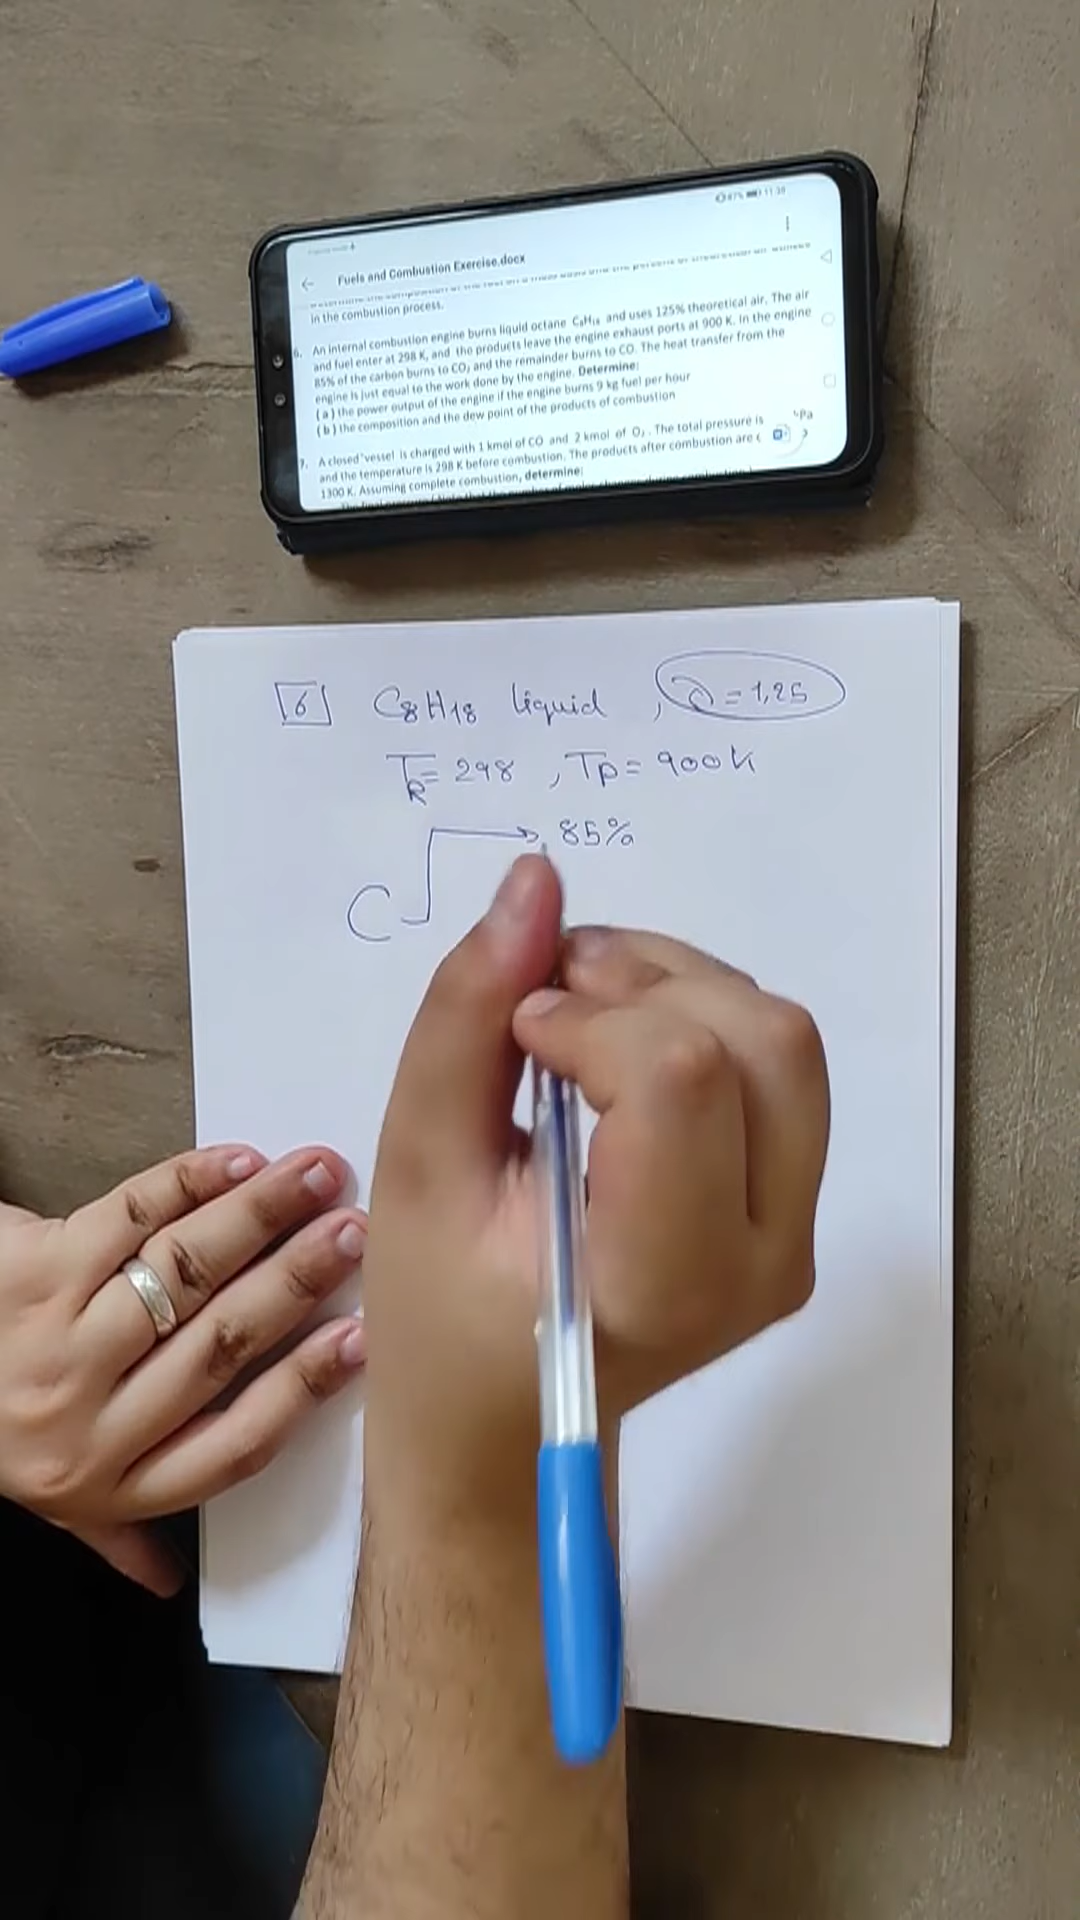 87% 11:39
Fuels and Combustion Exercise.docx
in the combustion process.
6. An internal combustion engine burns liquid octane C₈H₁₈ and uses 125% theoretical air. The air
and fuel enter at 298 K, and the products leave the engine exhaust ports at 900 K. In the engine
85% of the carbon burns to CO₂ and the remainder burns to CO. The heat transfer from the
engine is just equal to the work done by the engine. Determine:
(a) the power output of the engine if the engine burns 9 kg fuel per hour
(b) the composition and the dew point of the products of combustion
7. A closed vessel is charged with 1 kmol of CO and 2 kmol of O₂. The total pressure is kPa
and the temperature is 298 K before combustion. The products after combustion are
1300 K. Assuming complete combustion, determine:
6 C8H18 liquid , λ = 1,25
TR = 298 , TP = 900 K
85%
C